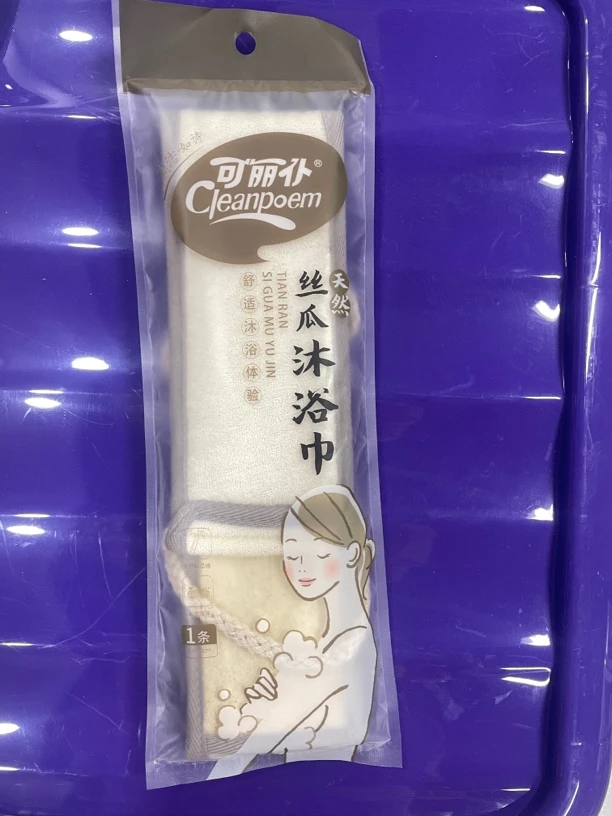 可丽仆®
Cleanpoem
天然
丝瓜沐浴巾
TIAN RAN
SI GUA MU YU JIN
舒适沐浴体验
1条